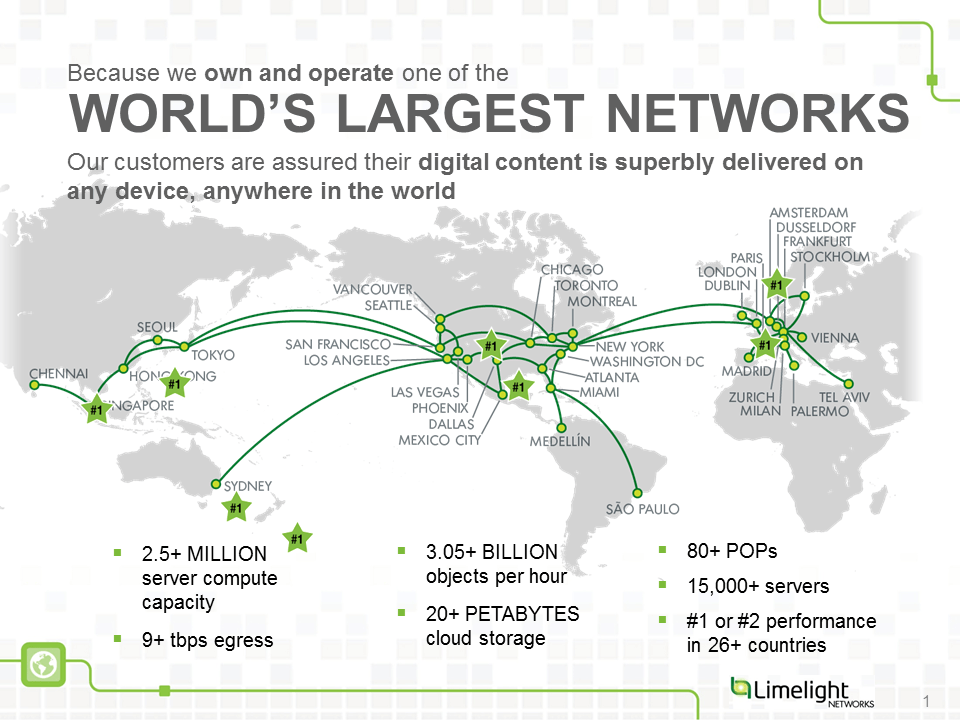 Because we own and operate one of the
WORLD'S LARGEST NETWORKS
Our customers are assured their digital content is superbly delivered on
any device, anywhere in the world
AMSTERDAM
DUSSELDORF
FRANKFURT
STOCKHOLM
PARIS
LONDON
DUBLIN
#1
CHICAGO
TORONTO
MONTREAL
VANCOUVER
SEATTLE
SEOUL
TOKYO
SAN FRANCISCO
LOS ANGELES
#1
NEW YORK
WASHINGTON DC
ATLANTA
MIAMI
#1
VIENNA
MADRID
CHENNAI
HONG KONG
#1
#1
INGAPORE
LAS VEGAS
PHOENIX
DALLAS
MEXICO CITY
#1
MEDELLÍN
ZURICH
MILAN
PALERMO
TEL AVIV
SYDNEY
#1
SÃO PAULO
#1
2.5+ MILLION
server compute
capacity
9+ tbps egress
3.05+ BILLION
objects per hour
20+ PETABYTES
cloud storage
80+ POPs
15,000+ servers
#1 or #2 performance
in 26+ countries
Limelight
NETWORKS
1